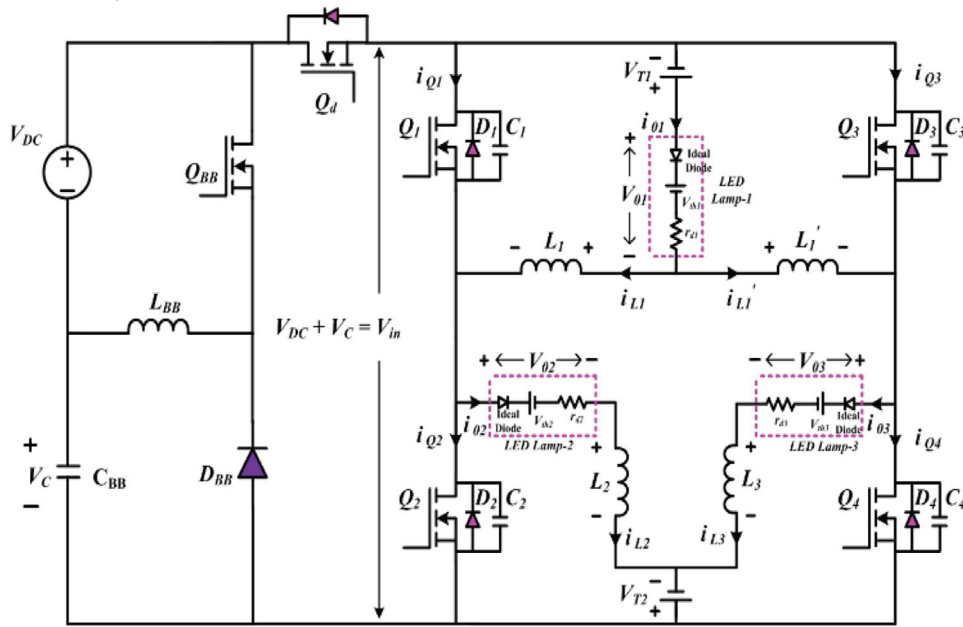 Q_d
V_DC
Q_BB
L_BB
V_DC + V_C = V_in
V_C
C_BB
D_BB
i_Q1
Q_1
D_1
C_1
V_T1
i_01
V_01
Ideal
Diode
V_th1
r_d1
LED
Lamp-1
i_Q3
Q_3
D_3
C_3
L_1
L_1'
i_L1
i_L1'
V_02
i_02
Ideal
Diode
V_th2
r_d2
LED Lamp-2
V_03
r_d3
Ideal
Diode
i_03
LED Lamp-3
i_Q2
Q_2
D_2
C_2
L_2
L_3
i_L2
i_L3
V_T2
i_Q4
Q_4
D_4
C_4